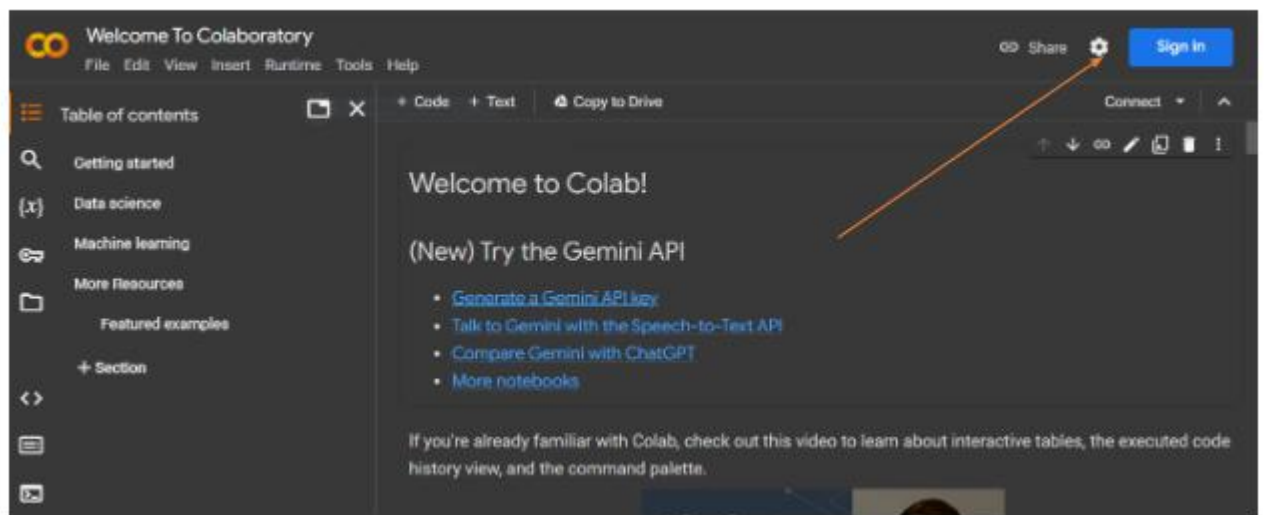 Welcome To Colaboratory
File Edit View Insert Runtime Tools Help
Share
Sign in
Table of contents
+ Code + Text Copy to Drive
Connect
Getting started
{x}
Data science
Machine learning
More Resources
Featured examples
+ Section
<>
Welcome to Colab!
(New) Try the Gemini API
• Generate a Gemini API key
• Talk to Gemini with the Speech-to-Text API
• Compare Gemini with ChatGPT
• More notebooks
If you're already familiar with Colab, check out this video to learn about interactive tables, the executed code
history view, and the command palette.